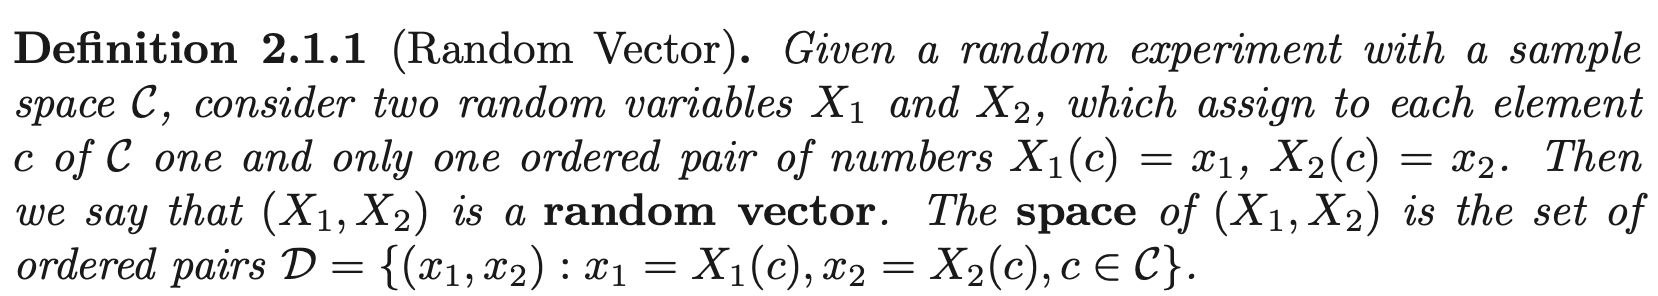 Definition 2.1.1 (Random Vector). Given a random experiment with a sample
space 𝒞, consider two random variables X₁ and X₂, which assign to each element
c of 𝒞 one and only one ordered pair of numbers X₁(c) = x₁, X₂(c) = x₂. Then
we say that (X₁, X₂) is a random vector. The space of (X₁, X₂) is the set of
ordered pairs 𝒟 = {(x₁, x₂) : x₁ = X₁(c), x₂ = X₂(c), c ∈ 𝒞}.